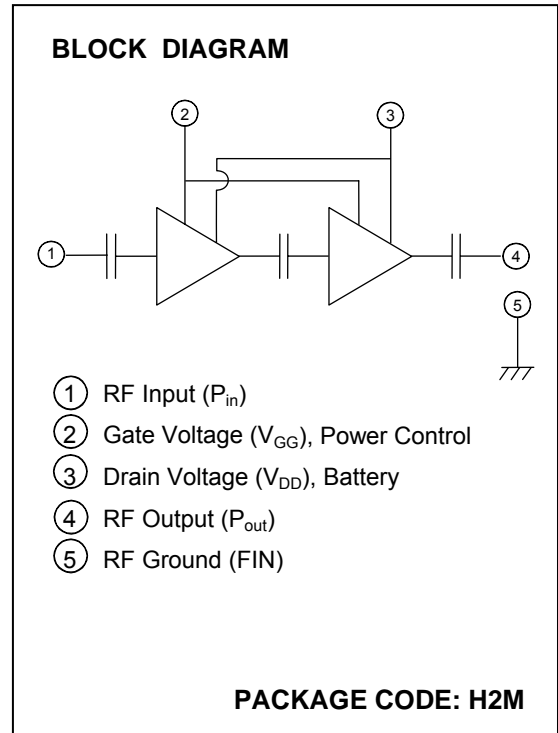 BLOCK DIAGRAM
2 3
1 4
5
1 RF Input (Pin)
2 Gate Voltage (VGG), Power Control
3 Drain Voltage (VDD), Battery
4 RF Output (Pout)
5 RF Ground (FIN)
PACKAGE CODE: H2M